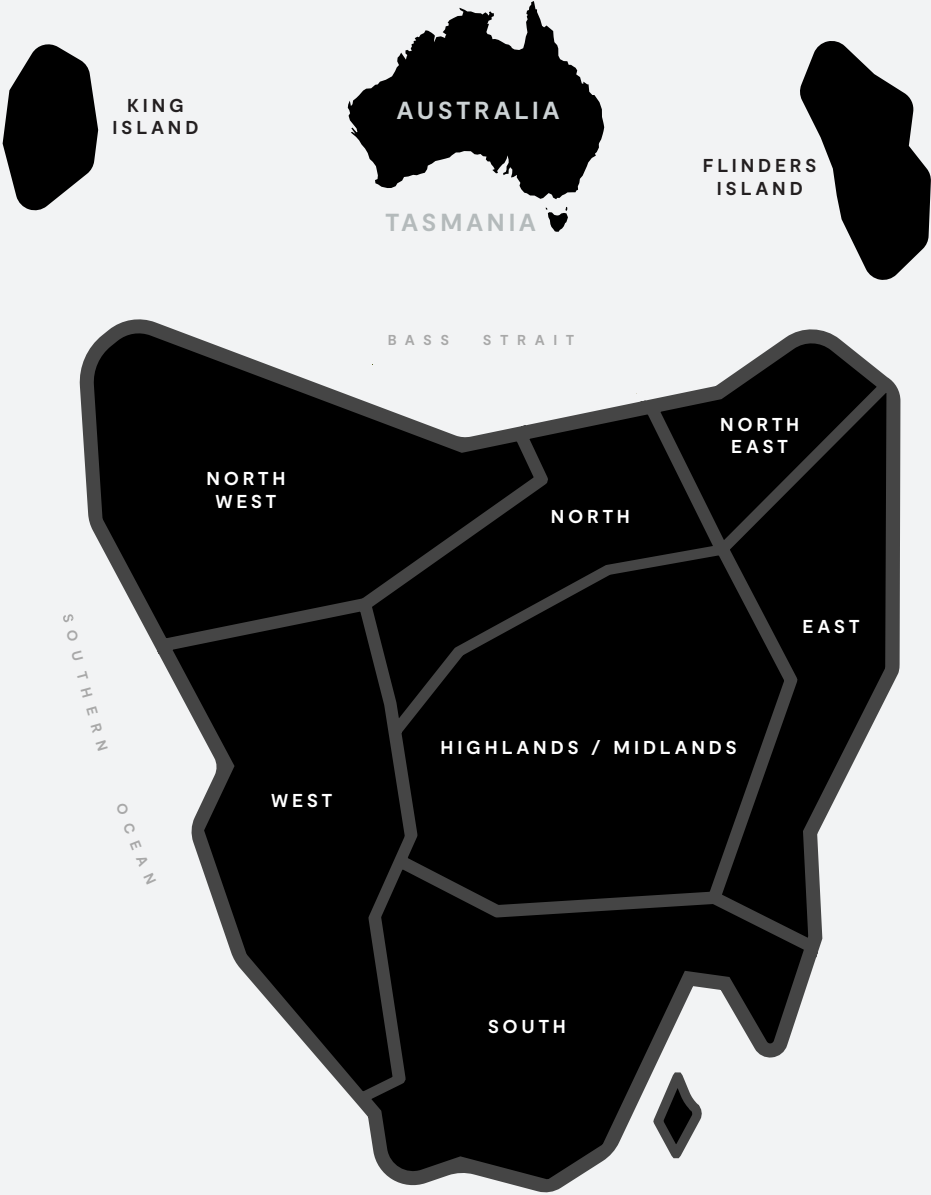 AUSTRALIA
KING
ISLAND
FLINDERS
ISLAND
TASMANIA
BASS STRAIT
NORTH
EAST
NORTH
WEST
NORTH
EAST
SOUTHERN OCEAN
HIGHLANDS / MIDLANDS
WEST
SOUTH